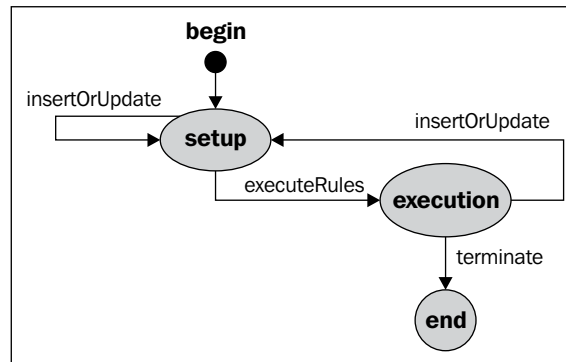 begin
insertOrUpdate
insertOrUpdate
setup
executeRules
execution
terminate
end